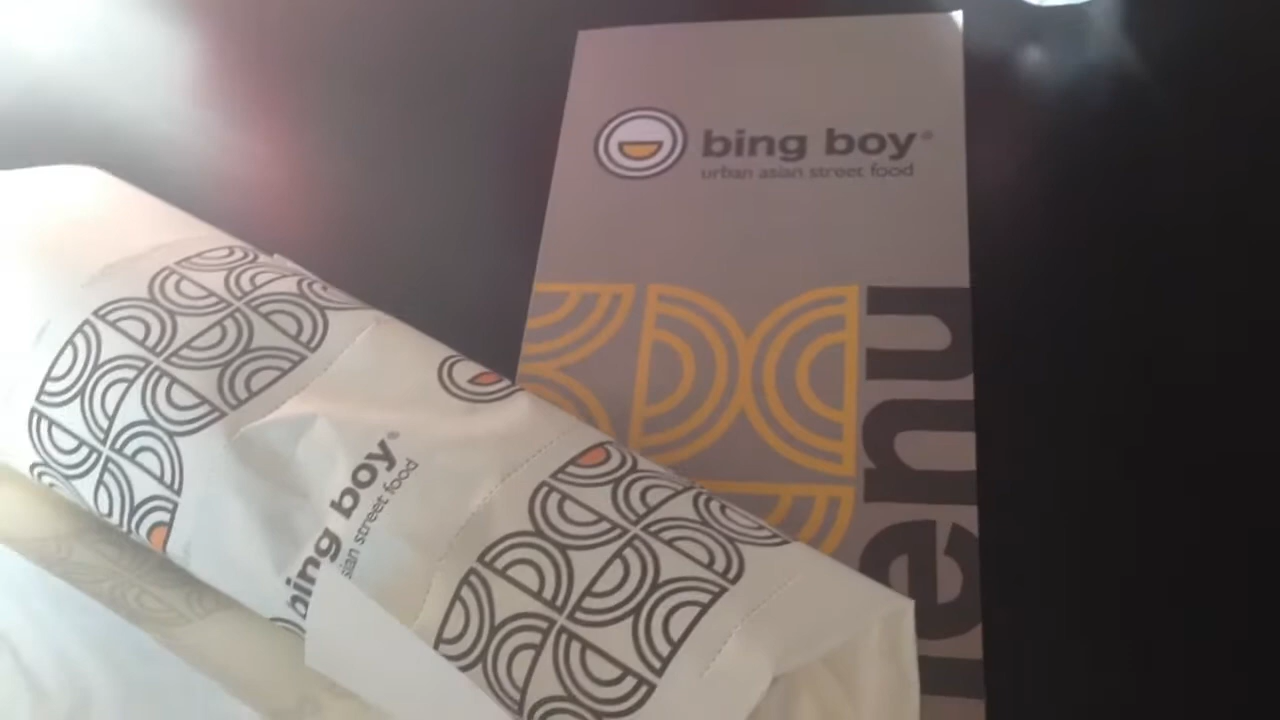 bing boy®
urban asian street food
menu
bing boy®
asian street food